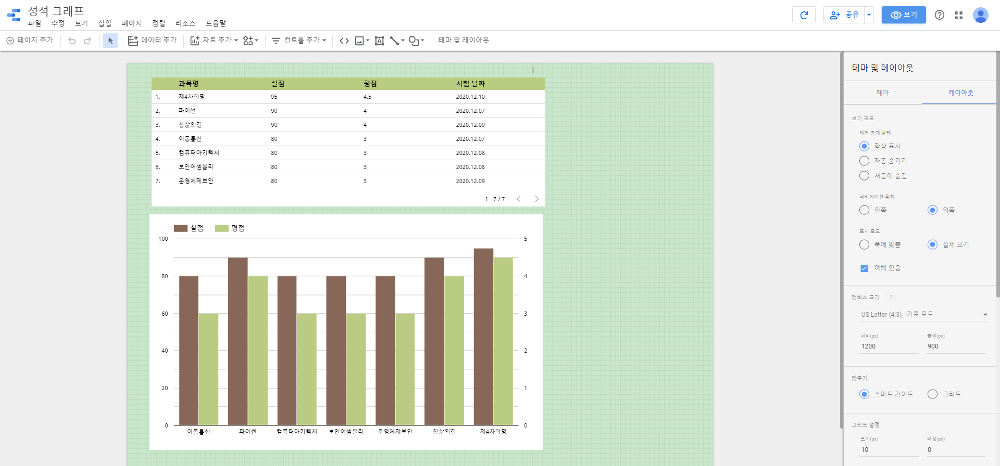 성적 그래프
파일 수정 보기 삽입 페이지 정렬 리소스 도움말
공유
보기
페이지 추가
데이터 추가
차트 추가
컨트롤 추가
테마 및 레이아웃
과목명 실점 평점 시험 날짜
1. 제4차혁명 95 4.5 2020.12.10
2. 파이썬 90 4 2020.12.07
3. 참삶의길 90 4 2020.12.09
4. 이동통신 80 3 2020.12.07
5. 컴퓨터아키텍처 80 3 2020.12.08
6. 보안어셈블리 80 3 2020.12.08
7. 운영체제보안 80 3 2020.12.09
1 - 7 / 7
실점 평점
100 5
80 4
60 3
40 2
20 1
0 0
이동통신 파이썬 컴퓨터아키텍처 보안어셈블리 운영체제보안 참삶의길 제4차혁명
테마 및 레이아웃
테마 레이아웃
보기 모드
헤더 공개 상태
항상 표시
자동 숨기기
처음에 숨김
네비게이션 위치
왼쪽 위쪽
표시 모드
폭에 맞춤 실제 크기
여백 있음
캔버스 크기 ?
US Letter (4:3) - 가로 모드
너비(px) 높이(px)
1200 900
맞추기
스마트 가이드 그리드
그리드 설정
크기(px) 패딩(px)
10 0